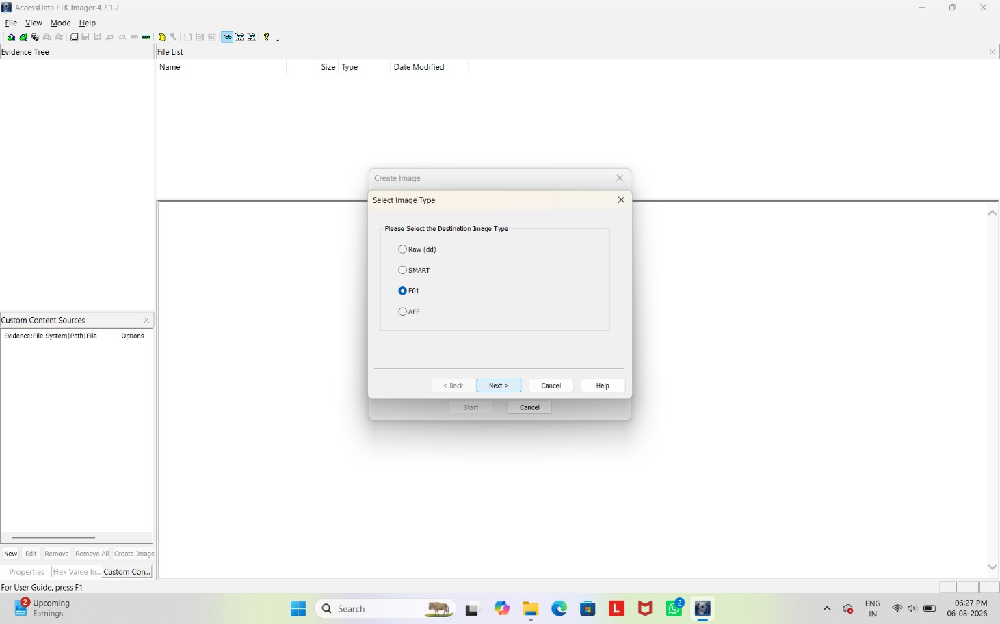 AccessData FTK Imager 4.7.1.2
File View Mode Help
Evidence Tree
File List
Name Size Type Date Modified
Create Image
Select Image Type
Please Select the Destination Image Type
Raw (dd)
SMART
E01
AFF
< Back Next > Cancel Help
Start Cancel
Custom Content Sources
Evidence:File System|Path|File Options
New Edit Remove Remove All Create Image
Properties Hex Value In... Custom Con...
For User Guide, press F1
2 Upcoming
Earnings
Search
L
2
ENG
IN
06:27 PM
06-08-2026